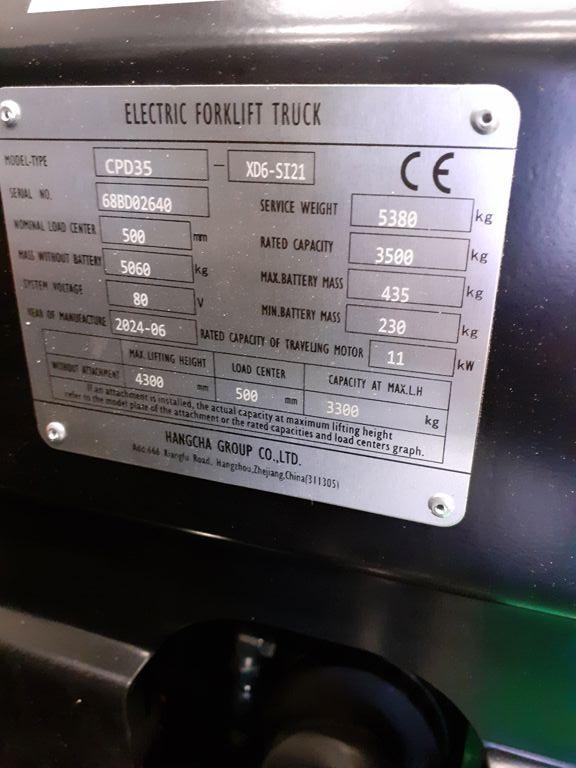 ELECTRIC FORKLIFT TRUCK
MODEL-TYPE CPD35 - XD6-SI21 CE
SERIAL NO. 68BD02640 SERVICE WEIGHT 5380 kg
NOMINAL LOAD CENTER 500 mm RATED CAPACITY 3500 kg
MASS WITHOUT BATTERY 5060 kg MAX.BATTERY MASS 435 kg
SYSTEM VOLTAGE 80 V MIN.BATTERY MASS 230 kg
YEAR OF MANUFACTURE 2024-06 RATED CAPACITY OF TRAVELING MOTOR 11 kW
MAX. LIFTING HEIGHT LOAD CENTER CAPACITY AT MAX.L.H
WITHOUT ATTACHMENT 4300 mm 500 mm 3300 kg
If an attachment is installed, the actual capacity at maximum lifting height
refer to the model plate of the attachment or the rated capacities and load centers graph.
HANGCHA GROUP CO.,LTD.
Add:666 Xiangfu Road, Hangzhou,Zhejiang,China(311305)